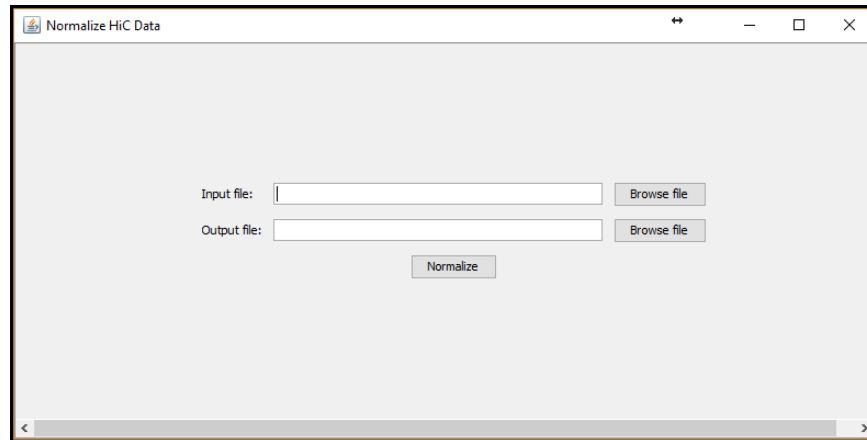 Normalize HiC Data
Input file: Browse file
Output file: Browse file
Normalize